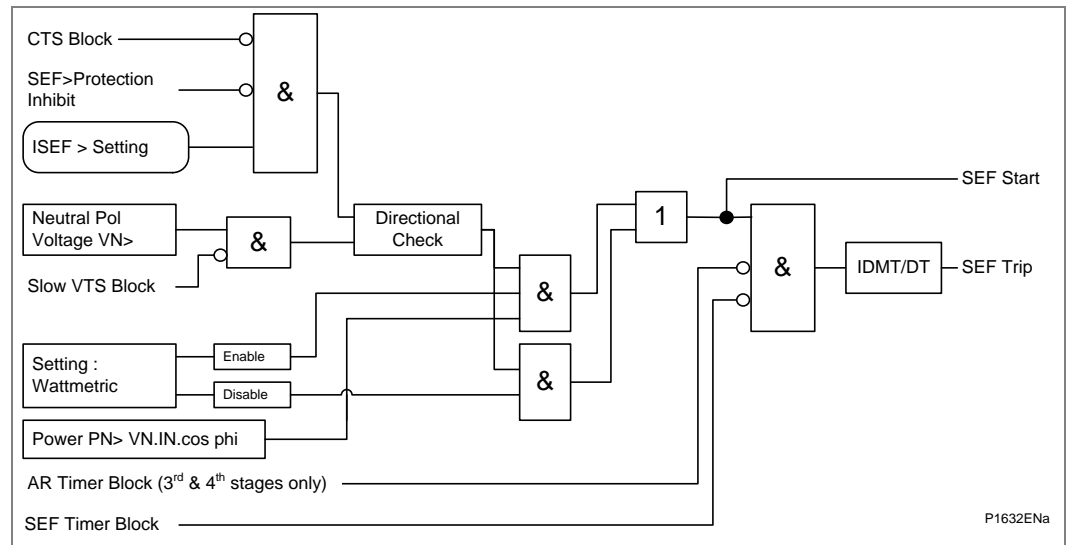 CTS Block
SEF>Protection
Inhibit
&
ISEF > Setting
SEF Start
Neutral Pol
Voltage VN>
&
Directional
Check
1
Slow VTS Block
&
&
IDMT/DT
SEF Trip
Setting :
Wattmetric
Enable
Disable
&
Power PN> VN.IN.cos phi
AR Timer Block (3rd & 4th stages only)
SEF Timer Block
P1632ENa